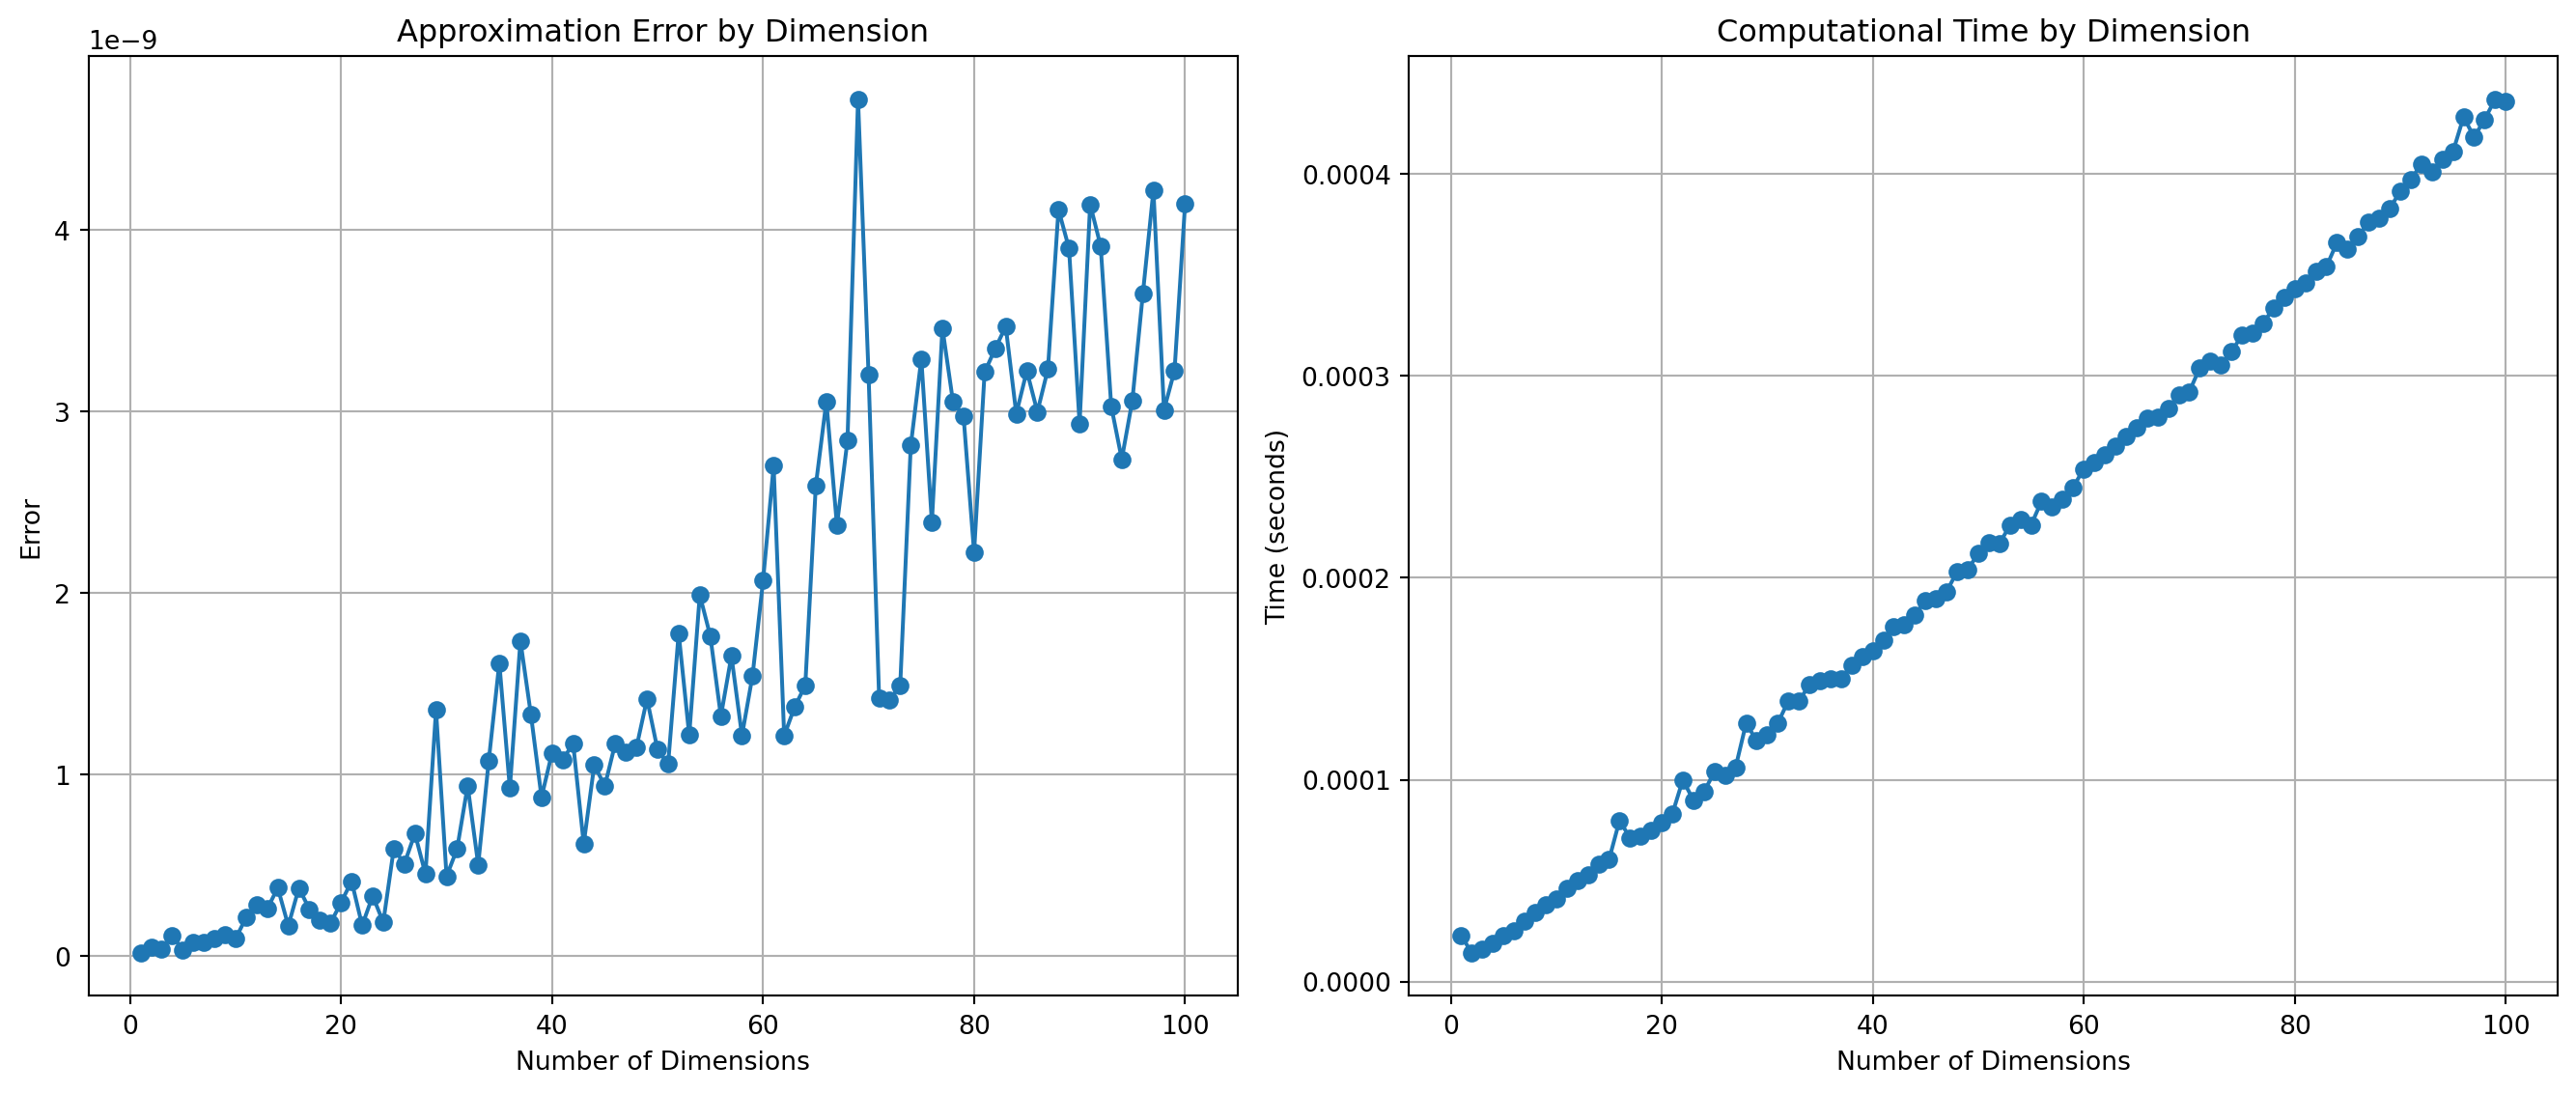 Approximation Error by Dimension
1e−9
4
3
2
1
0
Error
0 20 40 60 80 100
Number of Dimensions
Computational Time by Dimension
0.0004
0.0003
0.0002
0.0001
0.0000
Time (seconds)
0 20 40 60 80 100
Number of Dimensions